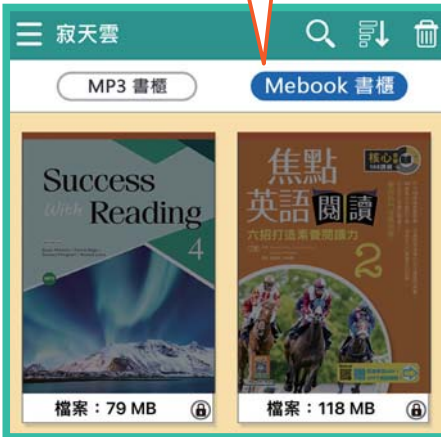 寂天雲
MP3 書櫃
Mebook 書櫃
Success
With Reading
4
焦點
英語閱讀
六招打造素養閱讀力
2
核心
檔案：79 MB
檔案：118 MB